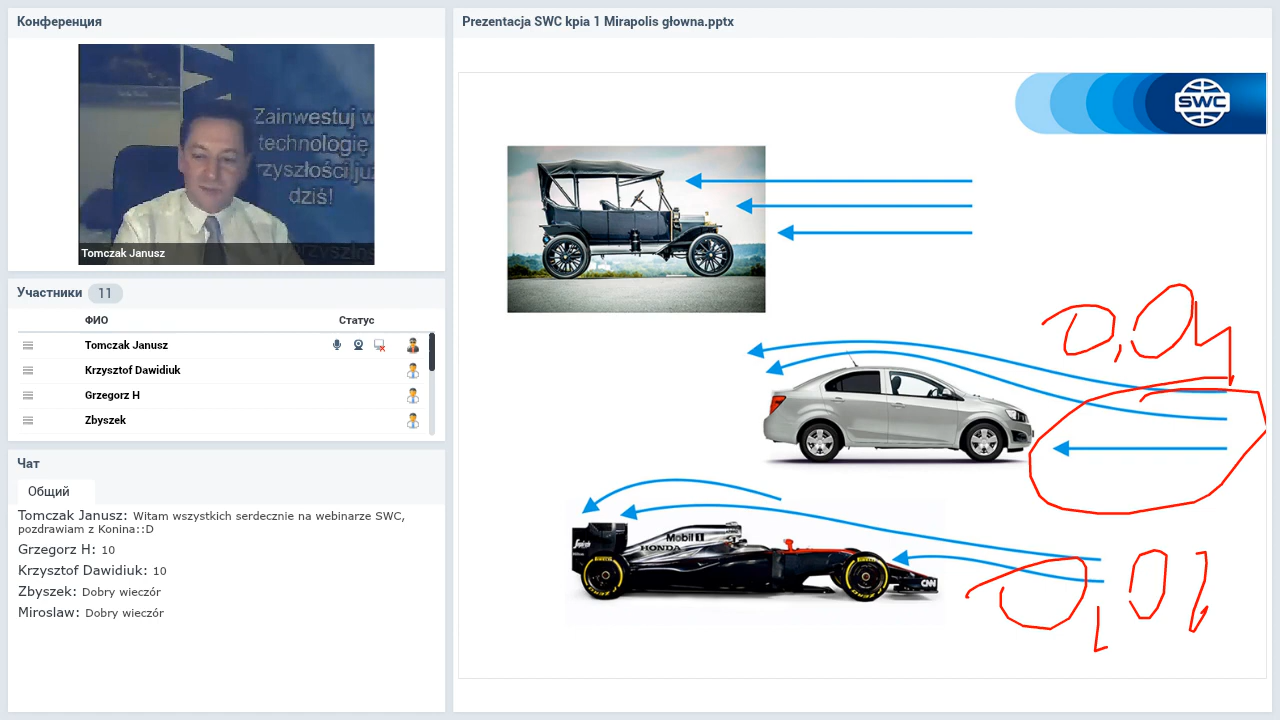 Конференция
Zainwestuj w
technologię
rzyszłości już
dziś!
Tomczak Janusz
Участники 11
ФИО Статус
Tomczak Janusz
Krzysztof Dawidiuk
Grzegorz H
Zbyszek
Чат
Общий
Tomczak Janusz: Witam wszystkich serdecznie na webinarze SWC,
pozdrawiam z Konina::D
Grzegorz H: 10
Krzysztof Dawidiuk: 10
Zbyszek: Dobry wieczór
Miroslaw: Dobry wieczór
Prezentacja SWC kpia 1 Mirapolis głowna.pptx
SWC
0,04
Mobil 1
HONDA
CNN
0,01